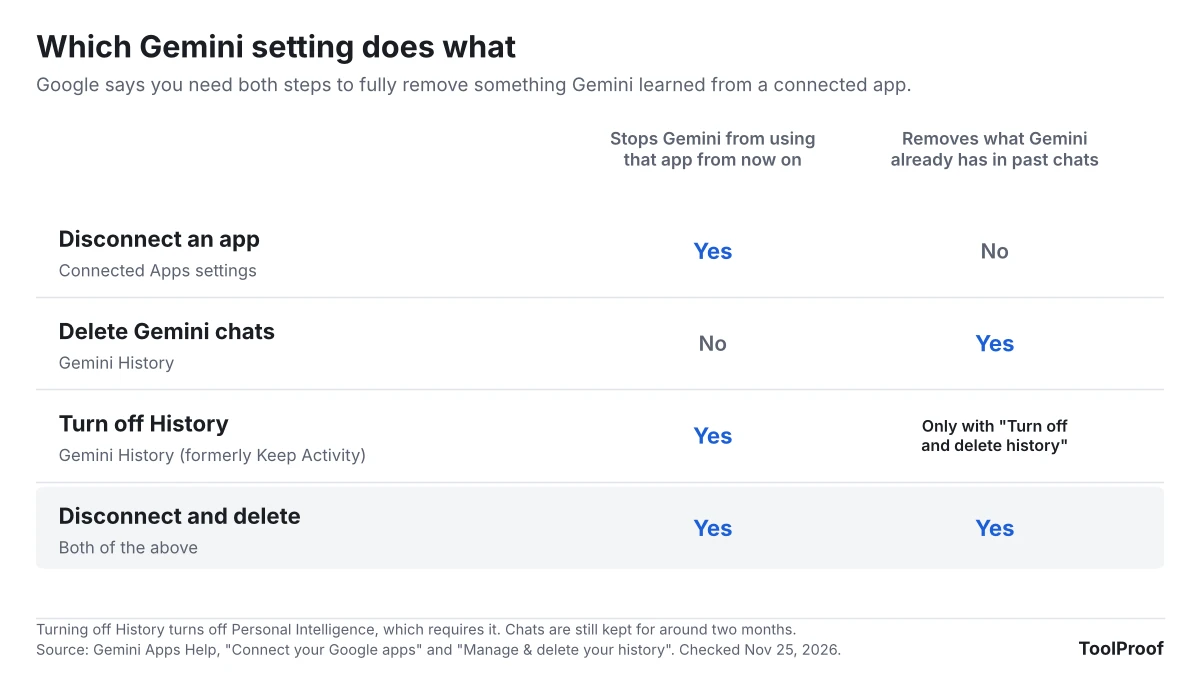 Which Gemini setting does what
Google says you need both steps to fully remove something Gemini learned from a connected app.
Stops Gemini from using
that app from now on
Removes what Gemini
already has in past chats
Disconnect an app
Connected Apps settings
Yes
No
Delete Gemini chats
Gemini History
No
Yes
Turn off History
Gemini History (formerly Keep Activity)
Yes
Only with "Turn off
and delete history"
Disconnect and delete
Both of the above
Yes
Yes
Turning off History turns off Personal Intelligence, which requires it. Chats are still kept for around two months.
Source: Gemini Apps Help, "Connect your Google apps" and "Manage & delete your history". Checked Nov 25, 2026.
ToolProof